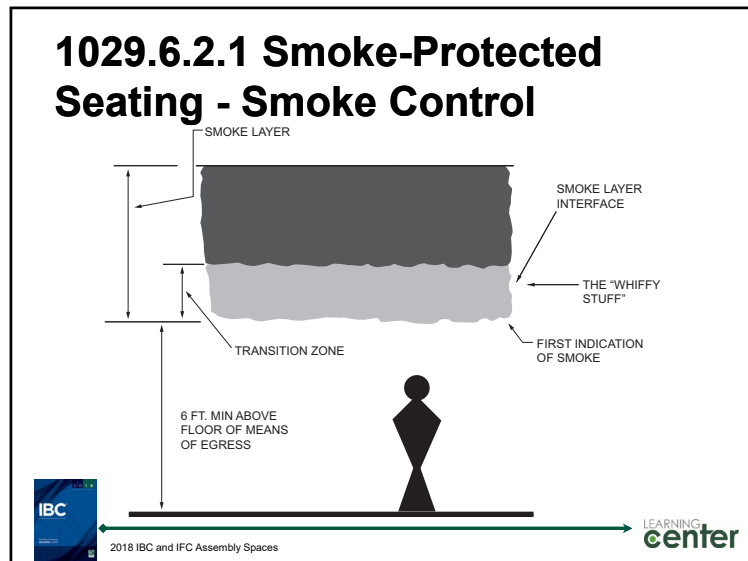 1029.6.2.1 Smoke-Protected
Seating - Smoke Control
SMOKE LAYER
SMOKE LAYER
INTERFACE
THE “WHIFFY
STUFF”
FIRST INDICATION
OF SMOKE
TRANSITION ZONE
6 FT. MIN ABOVE
FLOOR OF MEANS
OF EGRESS
IBC
2018 IBC and IFC Assembly Spaces
LEARNING
center